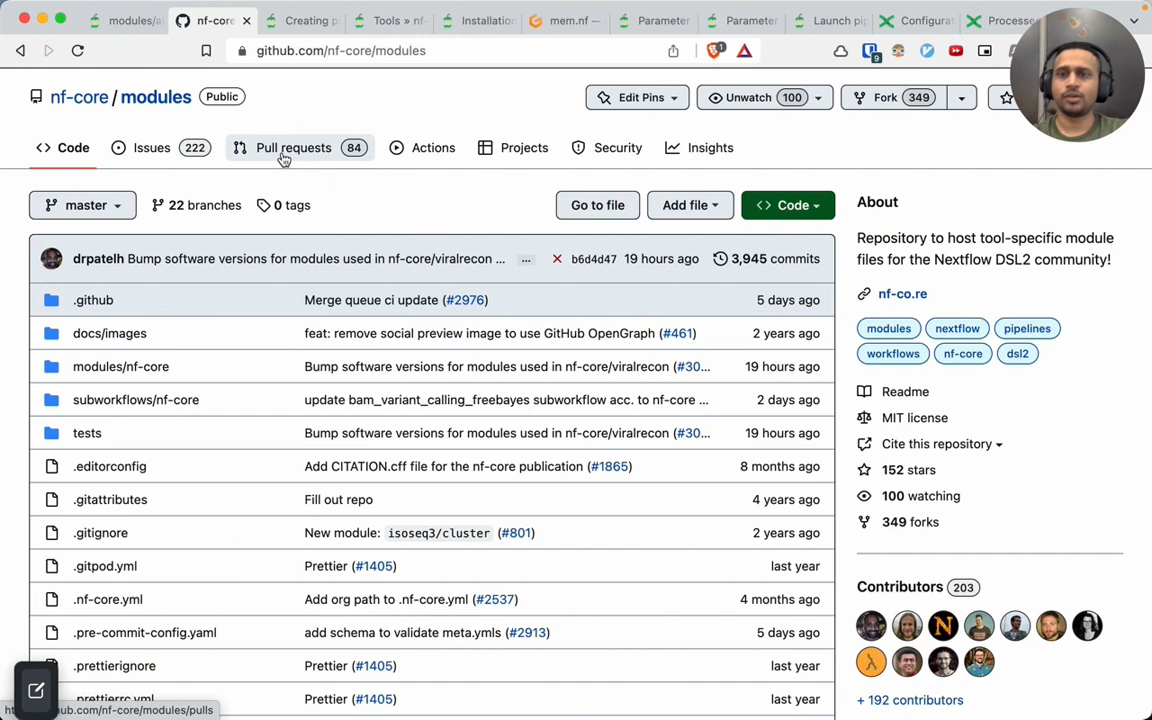 modules/a
nf-core
Creating p
Tools » nf-
Installation
mem.nf —
Parameter
Parameter
Launch pip
Configurat
Processe
github.com/nf-core/modules
1
9
nf-core / modules Public
Edit Pins Unwatch 100 Fork 349
Code Issues 222 Pull requests 84 Actions Projects Security Insights
master 22 branches 0 tags Go to file Add file Code
drpatelh Bump software versions for modules used in nf-core/viralrecon ... ... b6d4d47 19 hours ago 3,945 commits
.github Merge queue ci update (#2976) 5 days ago
docs/images feat: remove social preview image to use GitHub OpenGraph (#461) 2 years ago
modules/nf-core Bump software versions for modules used in nf-core/viralrecon (#30... 19 hours ago
subworkflows/nf-core update bam_variant_calling_freebayes subworkflow acc. to nf-core ... 2 days ago
tests Bump software versions for modules used in nf-core/viralrecon (#30... 19 hours ago
.editorconfig Add CITATION.cff file for the nf-core publication (#1865) 8 months ago
.gitattributes Fill out repo 4 years ago
.gitignore New module: isoseq3/cluster (#801) 2 years ago
.gitpod.yml Prettier (#1405) last year
.nf-core.yml Add org path to .nf-core.yml (#2537) 4 months ago
.pre-commit-config.yaml add schema to validate meta.ymls (#2913) 5 days ago
.prettierignore Prettier (#1405) last year
.prettierrc.yml Prettier (#1405) last year
About
Repository to host tool-specific module
files for the Nextflow DSL2 community!
nf-co.re
modules nextflow pipelines
workflows nf-core dsl2
Readme
MIT license
Cite this repository
152 stars
100 watching
349 forks
Contributors 203
+ 192 contributors
ub.com/nf-core/modules/pulls